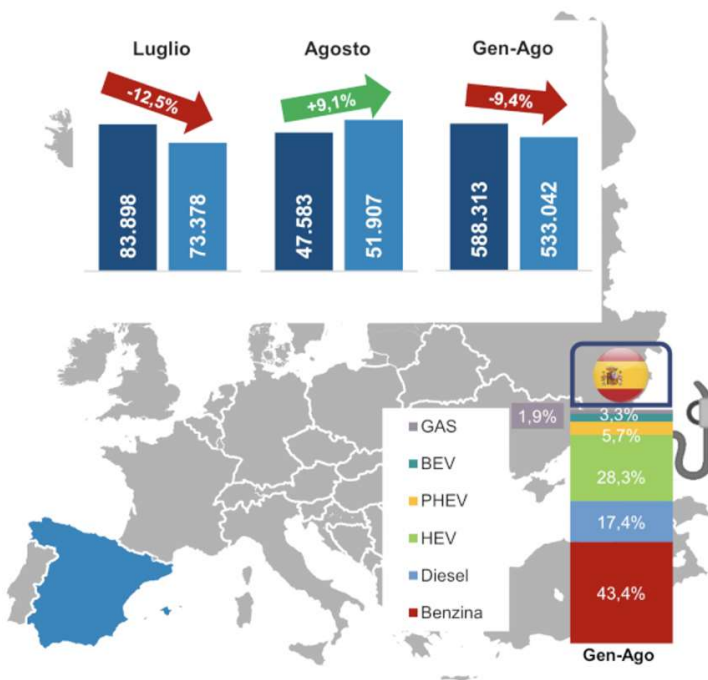 Luglio
Agosto
Gen-Ago
-12,5%
+9,1%
-9,4%
83.898
73.378
47.583
51.907
588.313
533.042
GAS
BEV
PHEV
HEV
Diesel
Benzina
1,9%
3,3%
5,7%
28,3%
17,4%
43,4%
Gen-Ago